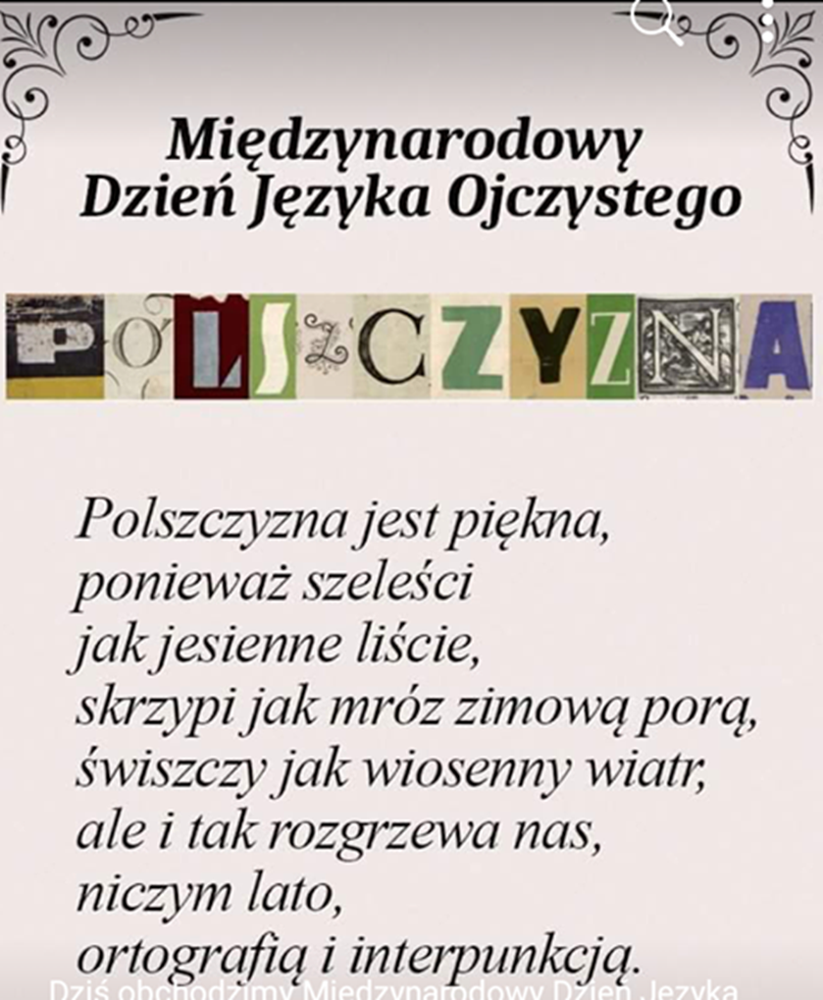 Międzynarodowy
Dzień Języka Ojczystego
POLSZCZYZNA
Polszczyzna jest piękna,
ponieważ szeleści
jak jesienne liście,
skrzypi jak mróz zimową porą,
świszczy jak wiosenny wiatr,
ale i tak rozgrzewa nas,
niczym lato,
ortografią i interpunkcją.
Dziś obchodzimy Międzynarodowy Dzień Języka